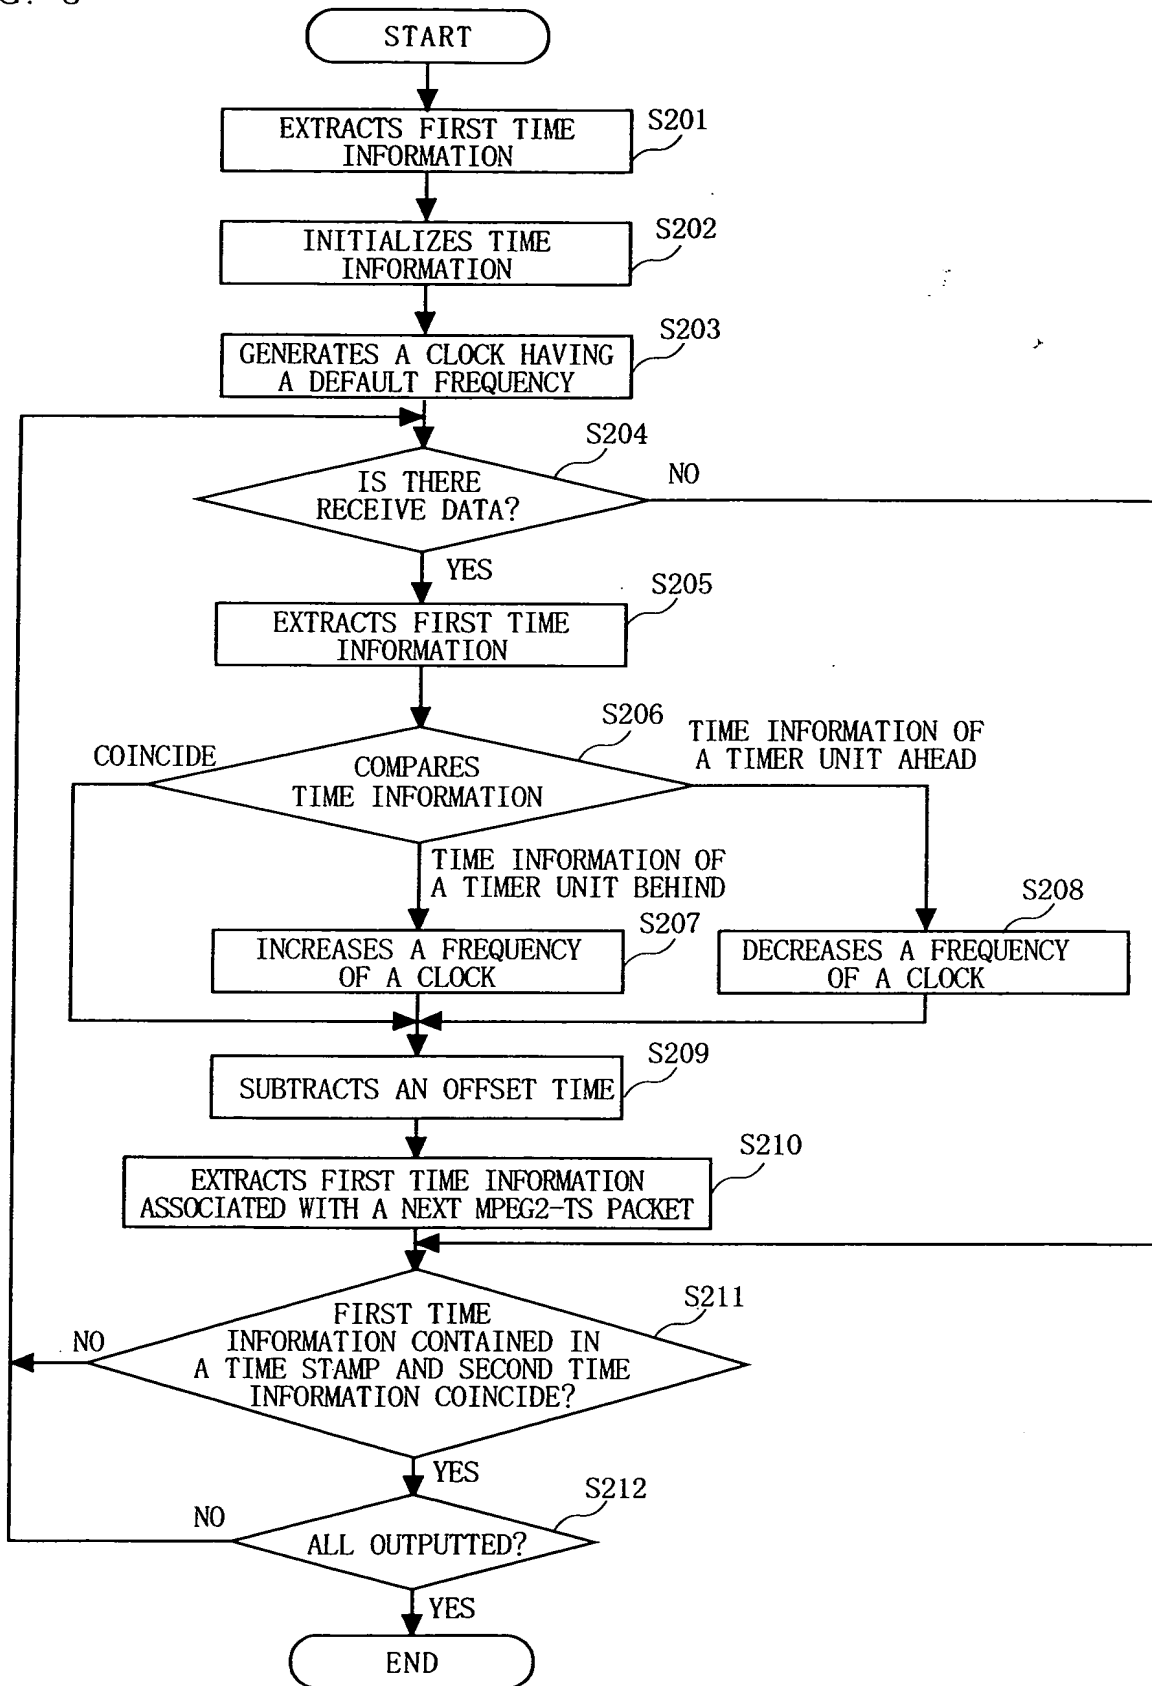 START
S201
EXTRACTS FIRST TIME
INFORMATION
S202
INITIALIZES TIME
INFORMATION
S203
GENERATES A CLOCK HAVING
A DEFAULT FREQUENCY
S204
IS THERE
RECEIVE DATA?
NO
YES
S205
EXTRACTS FIRST TIME
INFORMATION
S206
COINCIDE
COMPARES
TIME INFORMATION
TIME INFORMATION OF
A TIMER UNIT AHEAD
TIME INFORMATION OF
A TIMER UNIT BEHIND
S207
INCREASES A FREQUENCY
OF A CLOCK
S208
DECREASES A FREQUENCY
OF A CLOCK
S209
SUBTRACTS AN OFFSET TIME
S210
EXTRACTS FIRST TIME INFORMATION
ASSOCIATED WITH A NEXT MPEG2-TS PACKET
S211
FIRST TIME
INFORMATION CONTAINED IN
A TIME STAMP AND SECOND TIME
INFORMATION COINCIDE?
NO
YES
S212
NO
ALL OUTPUTTED?
YES
END